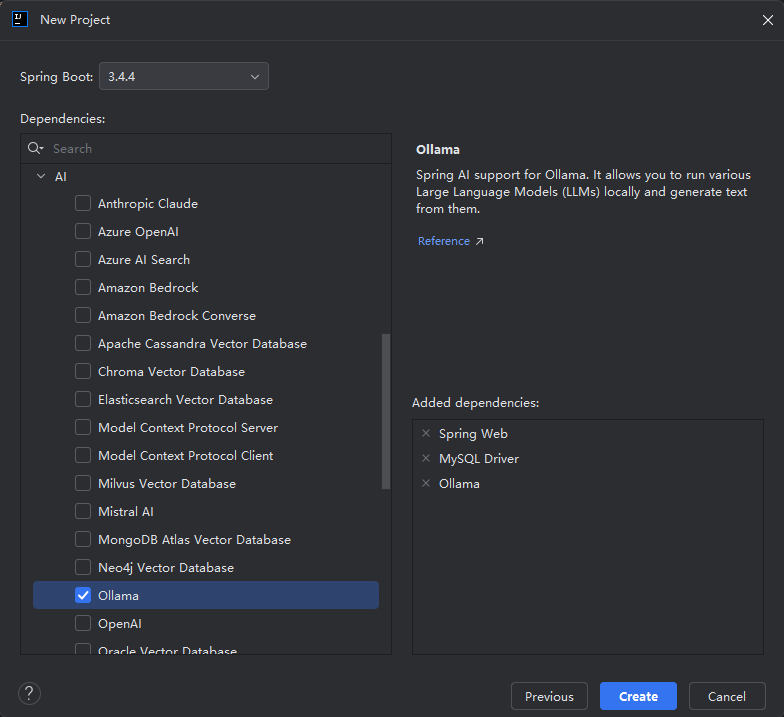 New Project
Spring Boot:
3.4.4
Dependencies:
Search
AI
Anthropic Claude
Azure OpenAI
Azure AI Search
Amazon Bedrock
Amazon Bedrock Converse
Apache Cassandra Vector Database
Chroma Vector Database
Elasticsearch Vector Database
Model Context Protocol Server
Model Context Protocol Client
Milvus Vector Database
Mistral AI
MongoDB Atlas Vector Database
Neo4j Vector Database
Ollama
OpenAI
Oracle Vector Database
Ollama
Spring AI support for Ollama. It allows you to run various
Large Language Models (LLMs) locally and generate text
from them.
Reference
Added dependencies:
Spring Web
MySQL Driver
Ollama
?
Previous
Create
Cancel